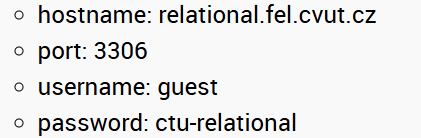 hostname: relational.fel.cvut.cz
port: 3306
username: guest
password: ctu-relational